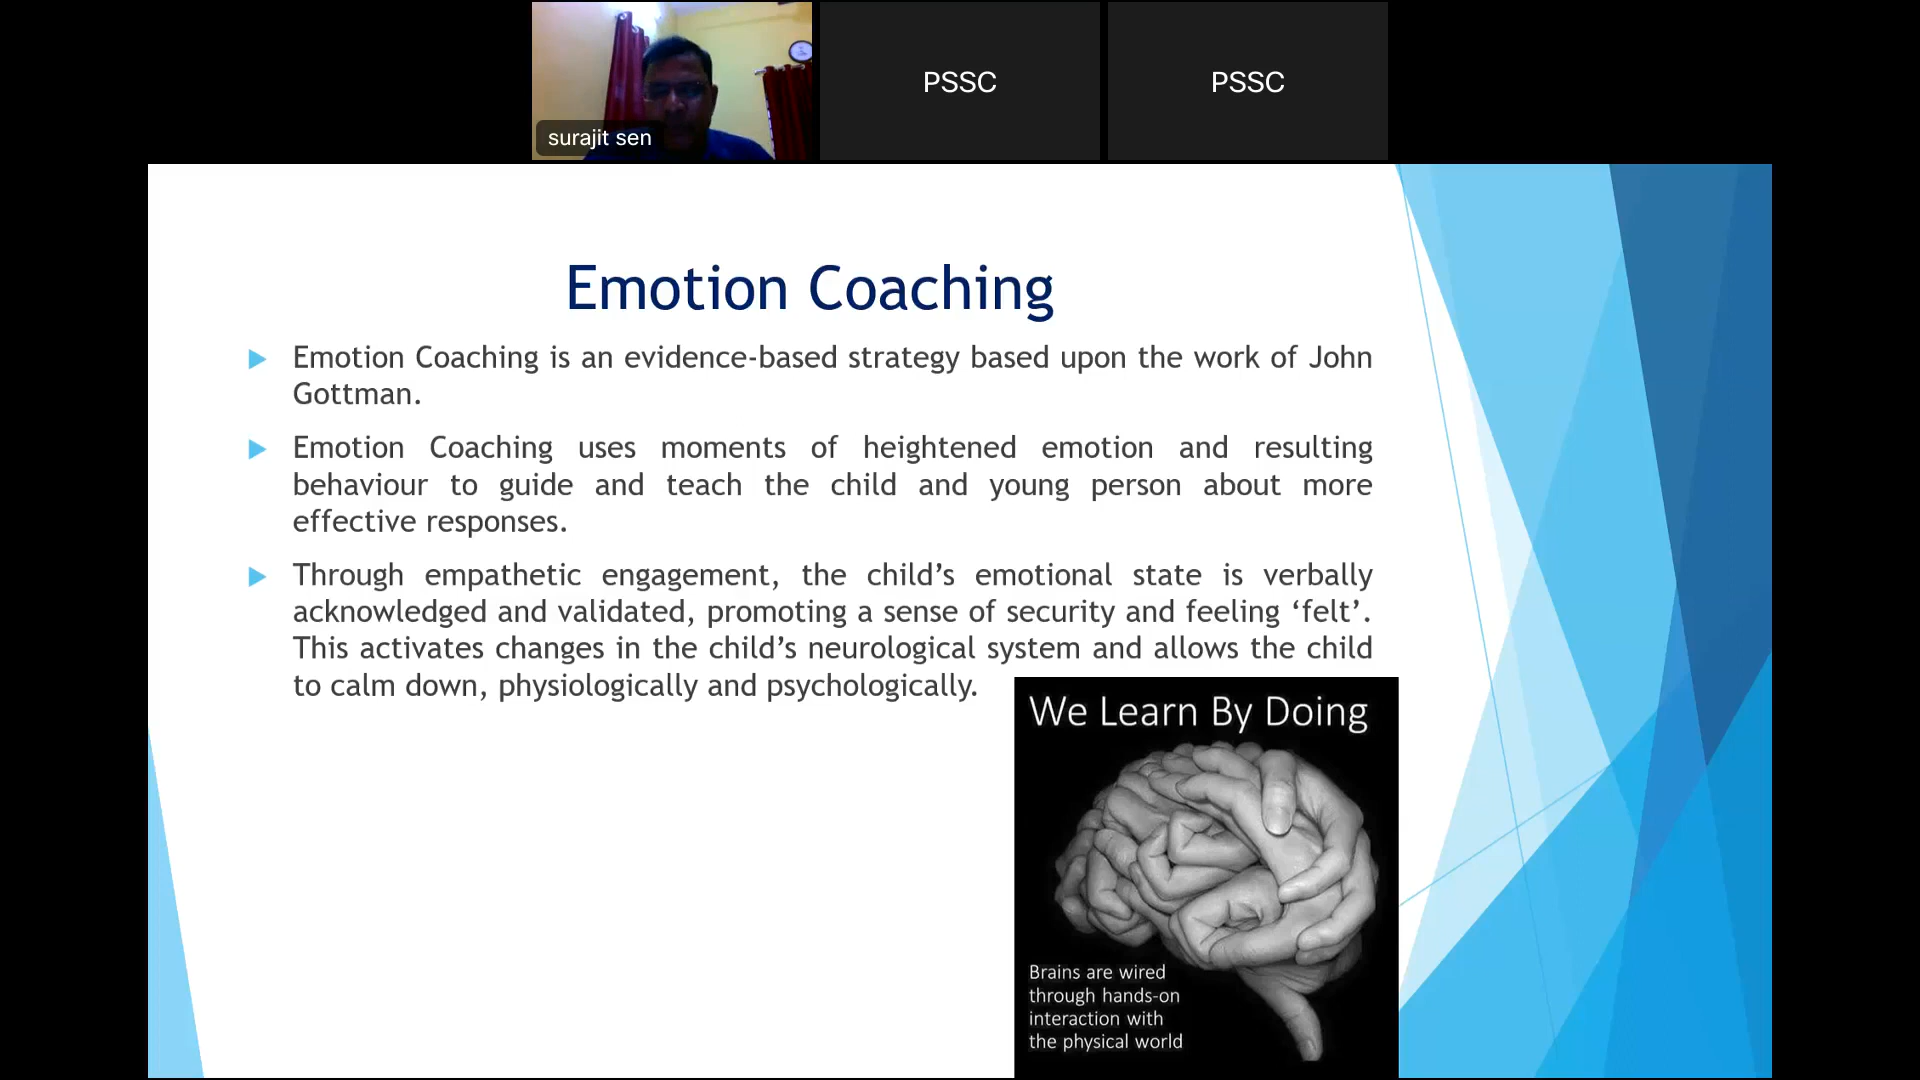 surajit sen
PSSC
PSSC
Emotion Coaching
Emotion Coaching is an evidence-based strategy based upon the work of John
Gottman.
Emotion Coaching uses moments of heightened emotion and resulting
behaviour to guide and teach the child and young person about more
effective responses.
Through empathetic engagement, the child’s emotional state is verbally
acknowledged and validated, promoting a sense of security and feeling ‘felt’.
This activates changes in the child’s neurological system and allows the child
to calm down, physiologically and psychologically.
We Learn By Doing
Brains are wired
through hands-on
interaction with
the physical world